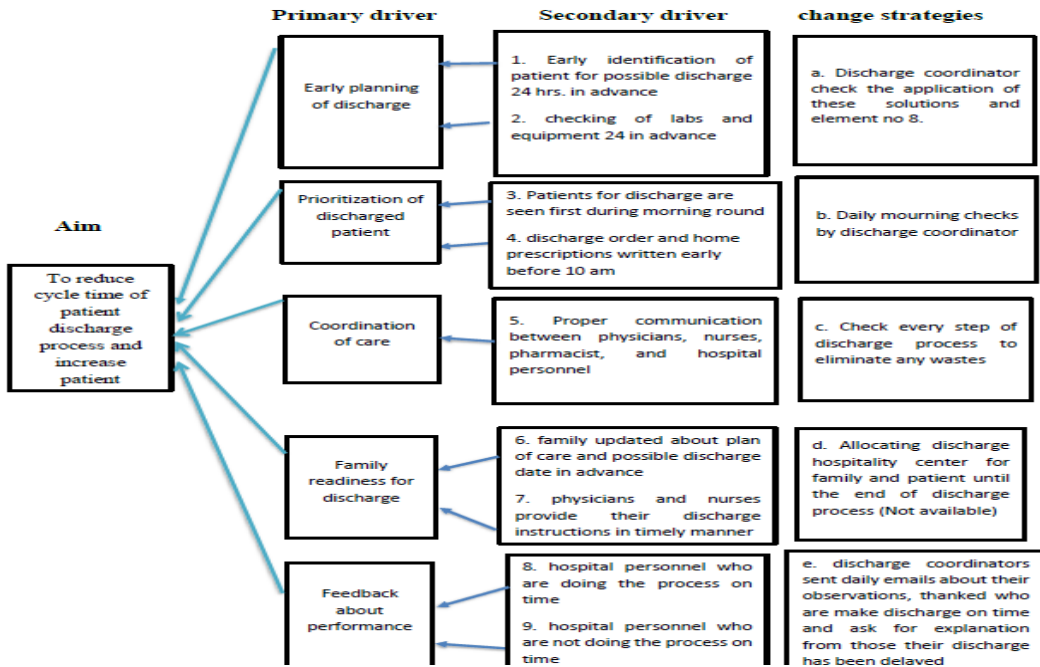 Primary driver
Secondary driver
change strategies
Aim
To reduce
cycle time of
patient
discharge
process and
increase
patient
Early planning
of discharge
1. Early identification of
patient for possible discharge
24 hrs. in advance
2. checking of labs and
equipment 24 in advance
a. Discharge coordinator
check the application of
these solutions and
element no 8.
Prioritization of
discharged
patient
3. Patients for discharge are
seen first during morning round
4. discharge order and home
prescriptions written early
before 10 am
b. Daily mourning checks
by discharge coordinator
Coordination
of care
5. Proper communication
between physicians, nurses,
pharmacist, and hospital
personnel
c. Check every step of
discharge process to
eliminate any wastes
Family
readiness for
discharge
6. family updated about plan
of care and possible discharge
date in advance
7. physicians and nurses
provide their discharge
instructions in timely manner
d. Allocating discharge
hospitality center for
family and patient until
the end of discharge
process (Not available)
Feedback
about
performance
8. hospital personnel who
are doing the process on
time
9. hospital personnel who
are not doing the process on
time
e. discharge coordinators
sent daily emails about their
observations, thanked who
are make discharge on time
and ask for explanation
from those their discharge
has been delayed